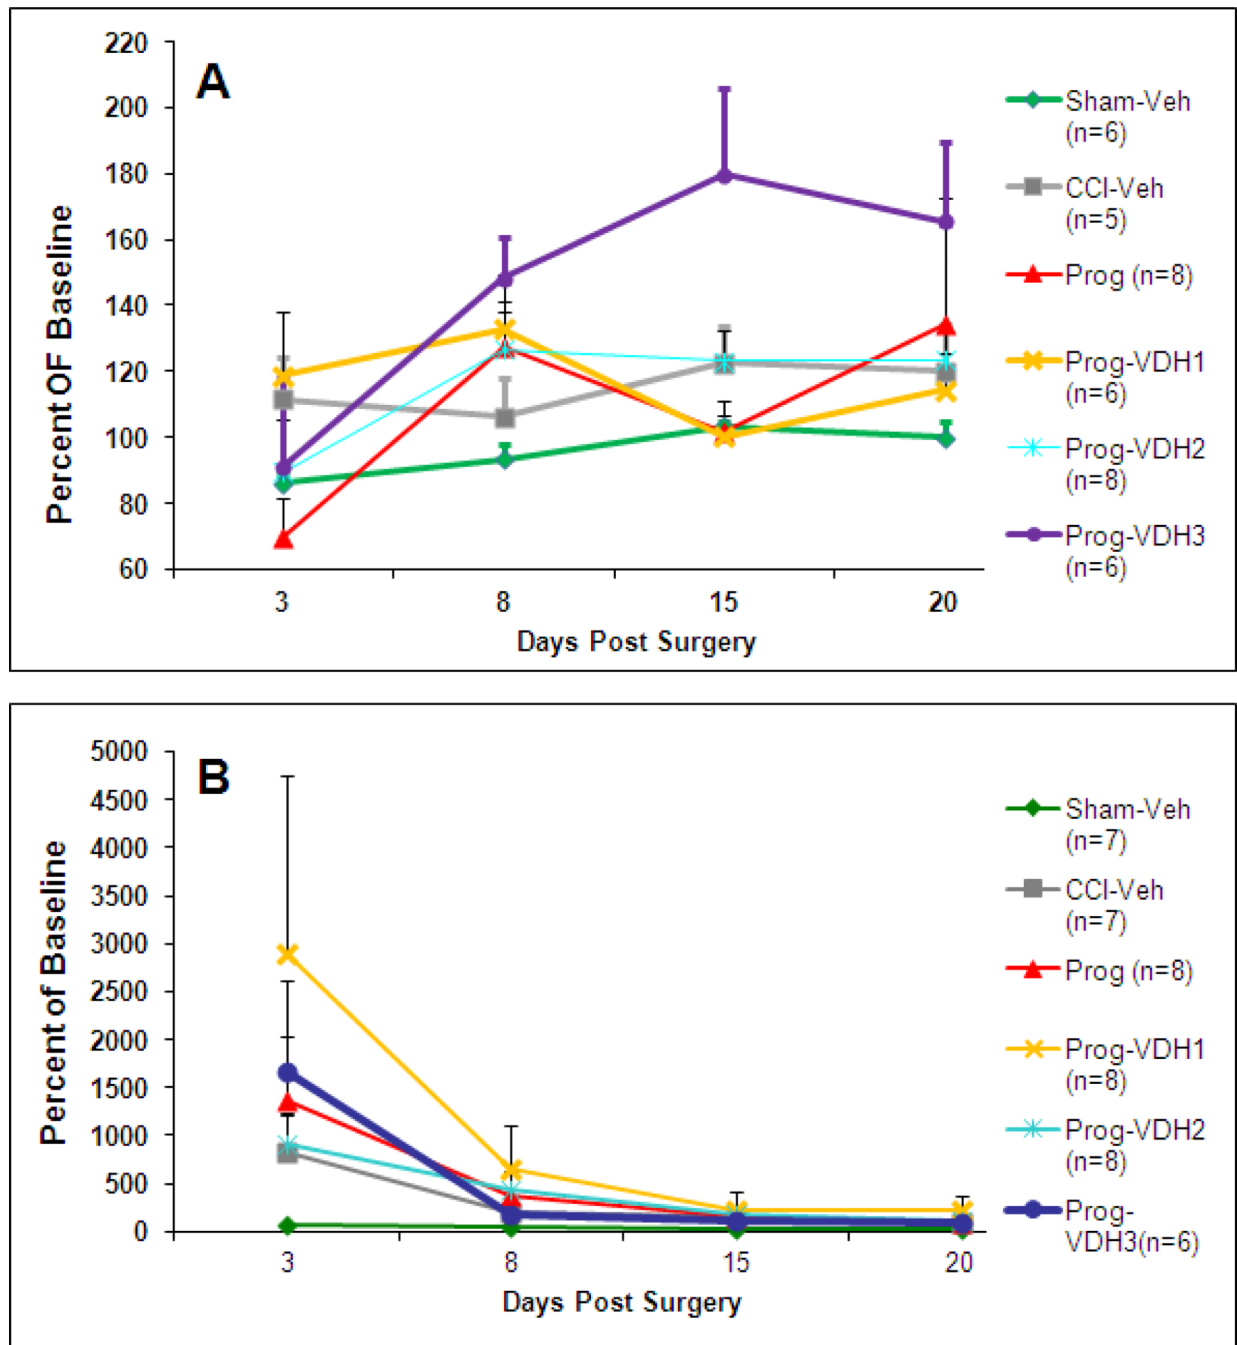 A
220
200
180
160
140
120
100
80
60
Percent OF Baseline
3 8 15 20
Days Post Surgery
Sham-Veh
(n=6)
CCI-Veh
(n=5)
Prog (n=8)
Prog-VDH1
(n=6)
Prog-VDH2
(n=8)
Prog-VDH3
(n=6)
B
5000
4500
4000
3500
3000
2500
2000
1500
1000
500
0
Percent of Baseline
3 8 15 20
Days Post Surgery
Sham-Veh
(n=7)
CCI-Veh
(n=7)
Prog (n=8)
Prog-VDH1
(n=8)
Prog-VDH2
(n=8)
Prog-
VDH3(n=6)